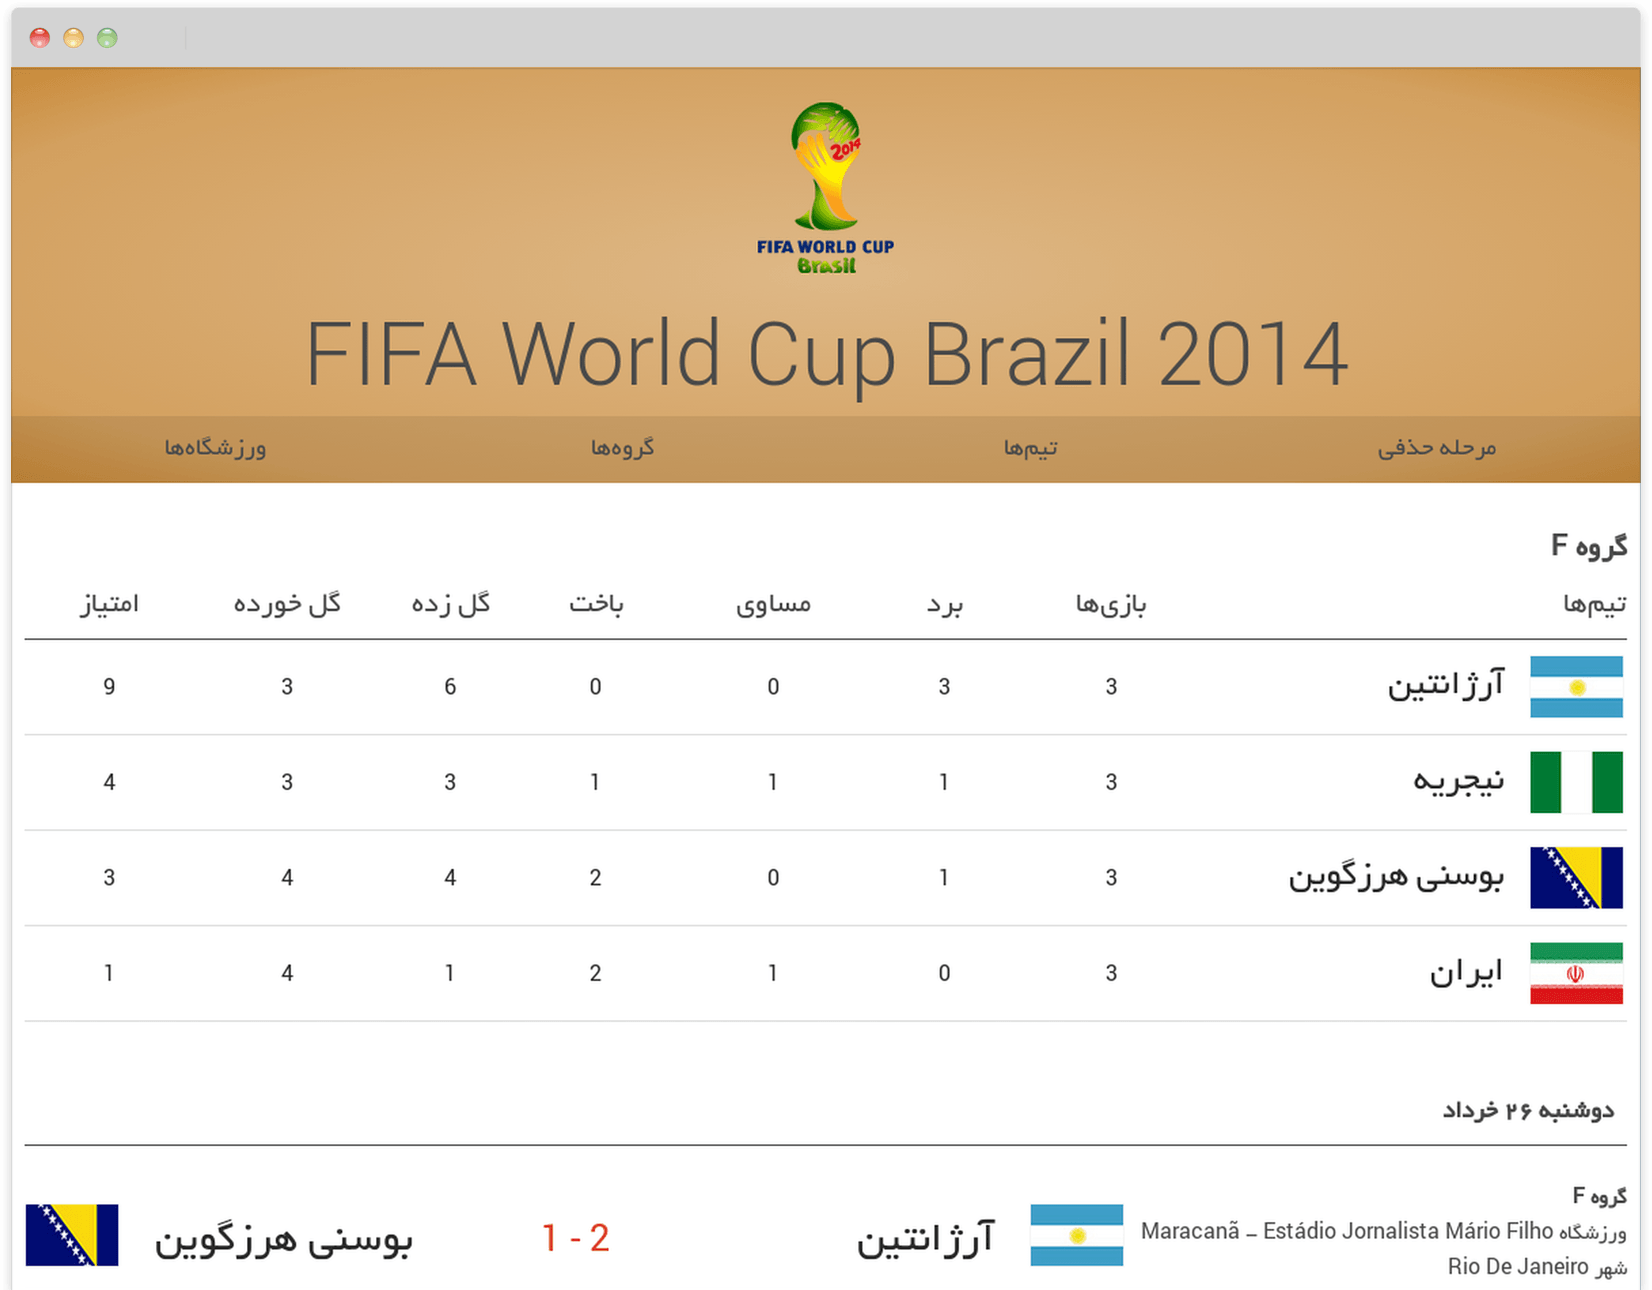 2014
FIFA WORLD CUP
Brasil
FIFA World Cup Brazil 2014
مرحله حذفی تیم‌ها گروه‌ها ورزشگاه‌ها
گروه F
تیم‌ها بازی‌ها برد مساوی باخت گل زده گل خورده امتیاز
آرژانتین 3 3 0 0 6 3 9
نیجریه 3 1 1 1 3 3 4
بوسنی هرزگوین 3 1 0 2 4 4 3
ایران 3 0 1 2 1 4 1
دوشنبه ۲۶ خرداد
گروه F
ورزشگاه Maracanã – Estádio Jornalista Mário Filho
شهر Rio De Janeiro
آرژانتین 1 - 2 بوسنی هرزگوین